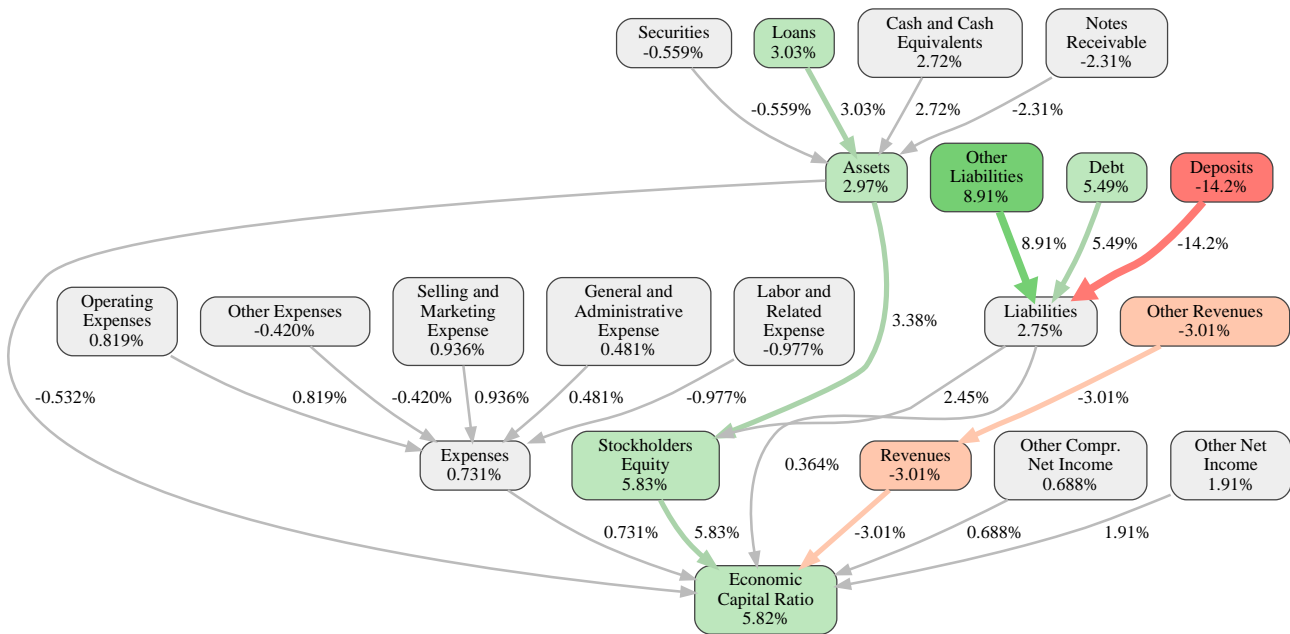 Securities
-0.559%
Loans
3.03%
Cash and Cash
Equivalents
2.72%
Notes
Receivable
-2.31%
-0.559%
3.03%
2.72%
-2.31%
Assets
2.97%
Other
Liabilities
8.91%
Debt
5.49%
Deposits
-14.2%
8.91%
5.49%
-14.2%
Operating
Expenses
0.819%
Other Expenses
-0.420%
Selling and
Marketing
Expense
0.936%
General and
Administrative
Expense
0.481%
Labor and
Related
Expense
-0.977%
3.38%
Liabilities
2.75%
Other Revenues
-3.01%
-0.532%
0.819%
-0.420%
0.936%
0.481%
-0.977%
2.45%
-3.01%
Expenses
0.731%
Stockholders
Equity
5.83%
0.364%
Revenues
-3.01%
Other Compr.
Net Income
0.688%
Other Net
Income
1.91%
0.731%
5.83%
-3.01%
0.688%
1.91%
Economic
Capital Ratio
5.82%